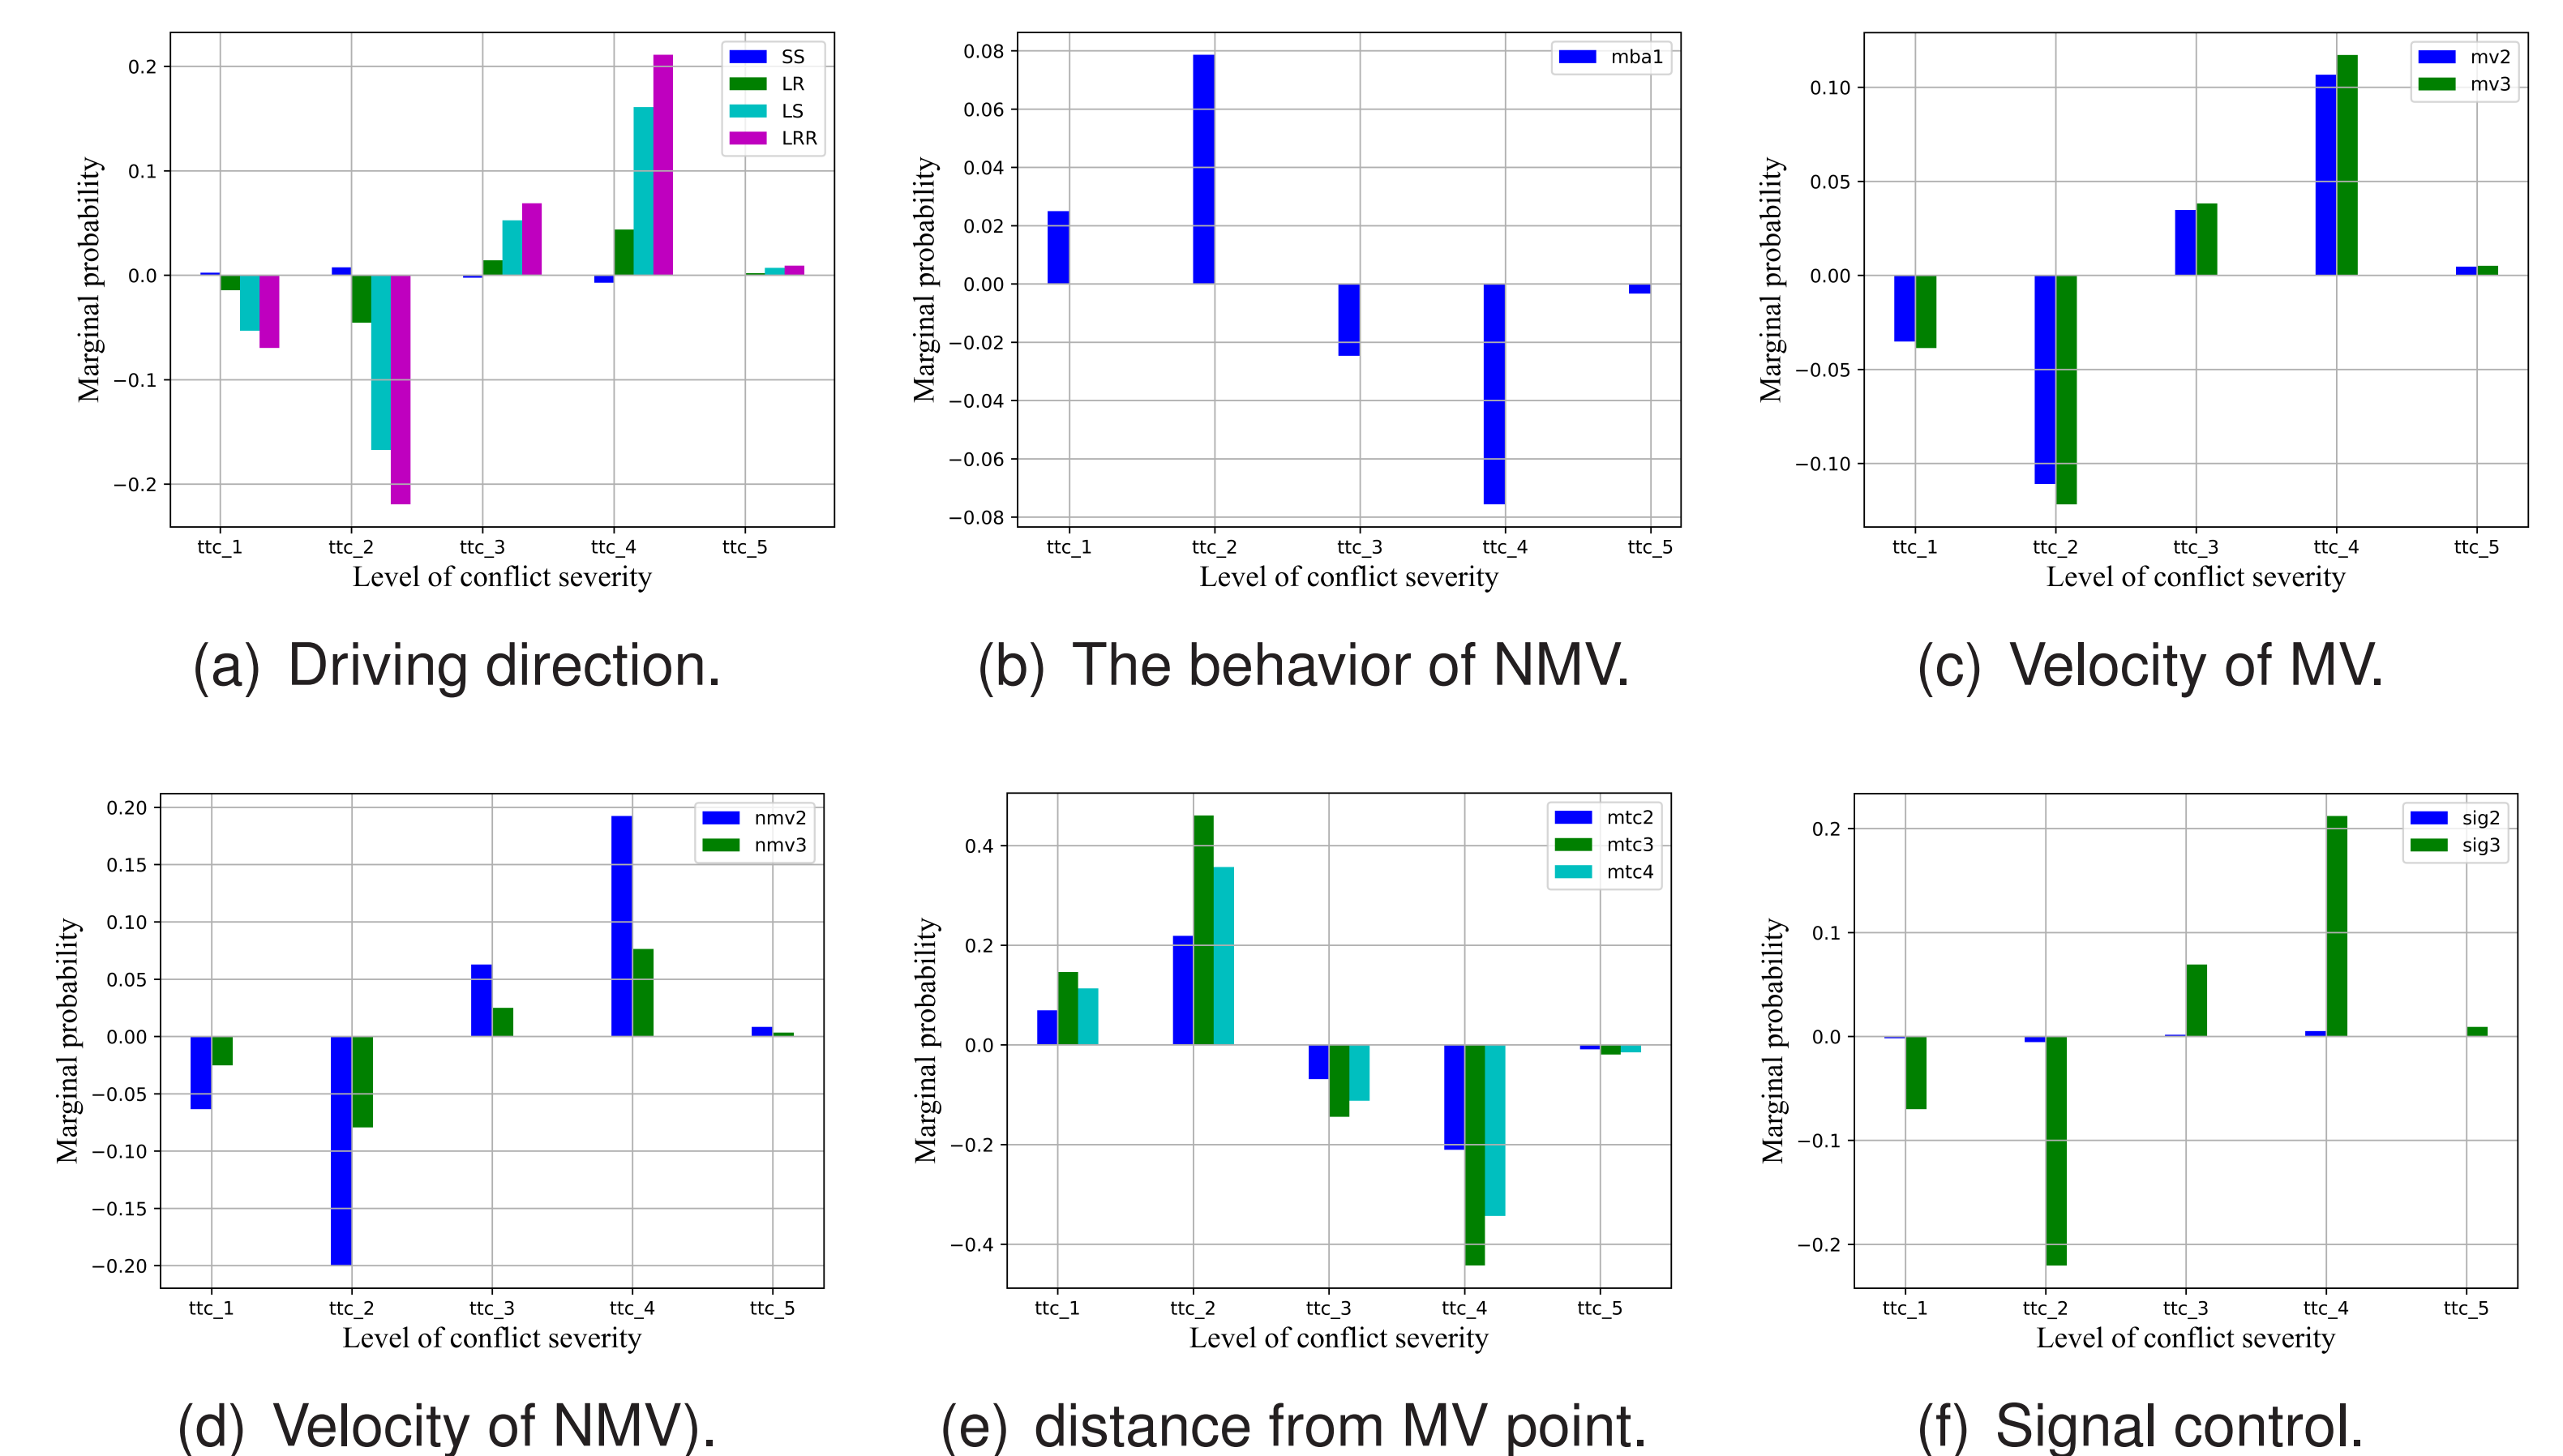 0.2
0.1
0.0
−0.1
−0.2
Marginal probability
SS
LR
LS
LRR
ttc_1 ttc_2 ttc_3 ttc_4 ttc_5
Level of conflict severity
(a) Driving direction.
0.08
0.06
0.04
0.02
0.00
−0.02
−0.04
−0.06
−0.08
Marginal probability
mba1
ttc_1 ttc_2 ttc_3 ttc_4 ttc_5
Level of conflict severity
(b) The behavior of NMV.
0.10
0.05
0.00
−0.05
−0.10
Marginal probability
mv2
mv3
ttc_1 ttc_2 ttc_3 ttc_4 ttc_5
Level of conflict severity
(c) Velocity of MV.
0.20
0.15
0.10
0.05
0.00
−0.05
−0.10
−0.15
−0.20
Marginal probability
nmv2
nmv3
ttc_1 ttc_2 ttc_3 ttc_4 ttc_5
Level of conflict severity
(d) Velocity of NMV).
0.4
0.2
0.0
−0.2
−0.4
Marginal probability
mtc2
mtc3
mtc4
ttc_1 ttc_2 ttc_3 ttc_4 ttc_5
Level of conflict severity
(e) distance from MV point.
0.2
0.1
0.0
−0.1
−0.2
Marginal probability
sig2
sig3
ttc_1 ttc_2 ttc_3 ttc_4 ttc_5
Level of conflict severity
(f) Signal control.